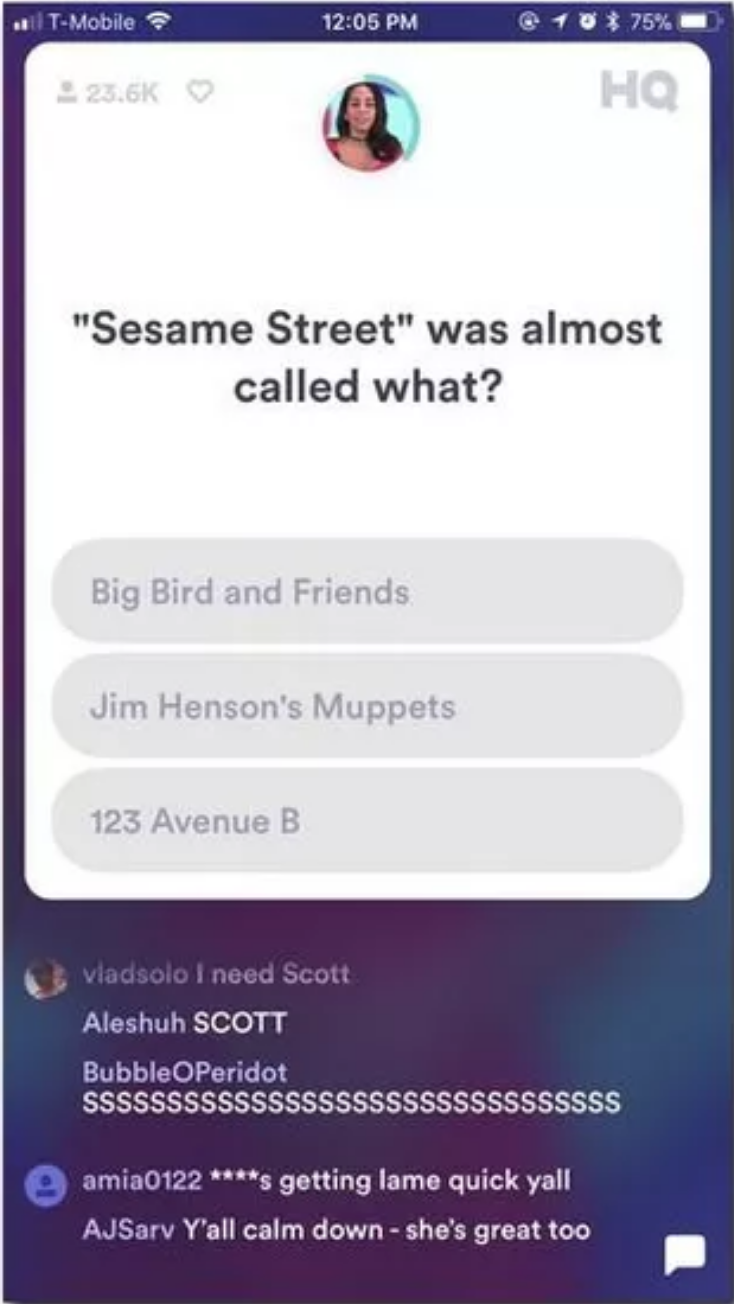 T-Mobile 12:05 PM 75%
23.6K HQ
"Sesame Street" was almost
called what?
Big Bird and Friends
Jim Henson's Muppets
123 Avenue B
vladsolo I need Scott
Aleshuh SCOTT
BubbleOPeridot
SSSSSSSSSSSSSSSSSSSSSSSSSSSSSSSSSS
amia0122 ****s getting lame quick yall
AJSarv Y'all calm down - she's great too